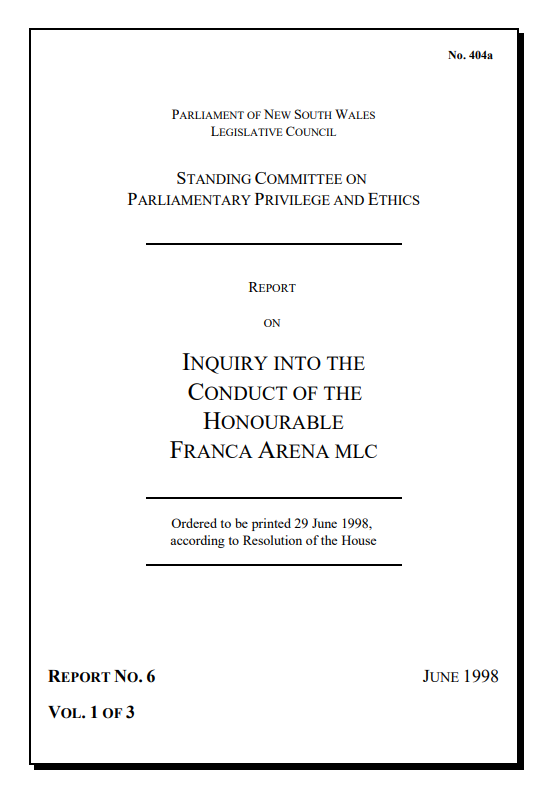 No. 404a
PARLIAMENT OF NEW SOUTH WALES
LEGISLATIVE COUNCIL
STANDING COMMITTEE ON
PARLIAMENTARY PRIVILEGE AND ETHICS
REPORT
ON
INQUIRY INTO THE
CONDUCT OF THE
HONOURABLE
FRANCA ARENA MLC
Ordered to be printed 29 June 1998,
according to Resolution of the House
REPORT NO. 6 JUNE 1998
VOL. 1 OF 3